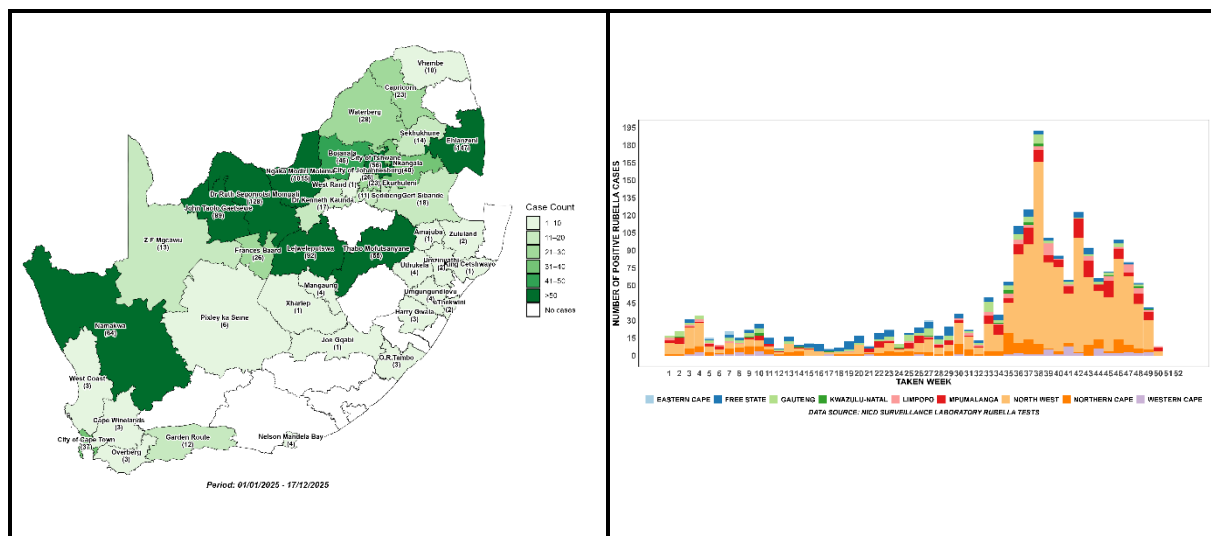 Vhembe
(10)
Capricorn
(23)
Waterberg
(28)
Sekhukhune
(14)
Ehlanzeni
(147)
Bojanala
(46)
City of Tshwane
(56)
Nkangala
(40)
Ngaka Modiri Molema
City of Johannesburg
(26)
West Rand (1)
(23) Ekurhuleni
(11) Sedibeng
Gert Sibande
(18)
Dr Ruth Segomotsi Mompati
(128)
Dr Kenneth Kaunda
(17)
John Taolo Gaetsewe
(89)
Z F Mgcawu
(13)
Frances Baard
(26)
Lejweleputswa
(92)
Thabo Mofutsanyane
Amajuba
(1)
Zululand
(2)
Umzinyathi
(2)
King Cetshwayo
(1)
Uthukela
(4)
Mangaung
(4)
Umgungundlovu
(4)
eThekwini
(2)
Xhariep
(1)
Harry Gwala
(3)
Namakwa
(64)
Pixley ka Seme
(6)
Joe Gqabi
(1)
O.R.Tambo
(3)
West Coast
(3)
Cape Winelands
(3)
City of Cape Town
(37)
Overberg
(3)
Garden Route
(12)
Nelson Mandela Bay
(4)
Case Count
1–10
11–20
21–30
31–40
41–50
>50
No cases
Period: 01/01/2025 - 17/12/2025
NUMBER OF POSITIVE RUBELLA CASES
195
180
165
150
135
120
105
90
75
60
45
30
15
0
1 2 3 4 5 6 7 8 9 10 11 12 13 14 15 16 17 18 19 20 21 22 23 24 25 26 27 28 29 30 31 32 33 34 35 36 37 38 39 40 41 42 43 44 45 46 47 48 49 50 51 52
TAKEN WEEK
EASTERN CAPE FREE STATE GAUTENG KWAZULU-NATAL LIMPOPO MPUMALANGA NORTH WEST NORTHERN CAPE WESTERN CAPE
DATA SOURCE: NICD SURVEILLANCE LABORATORY RUBELLA TESTS